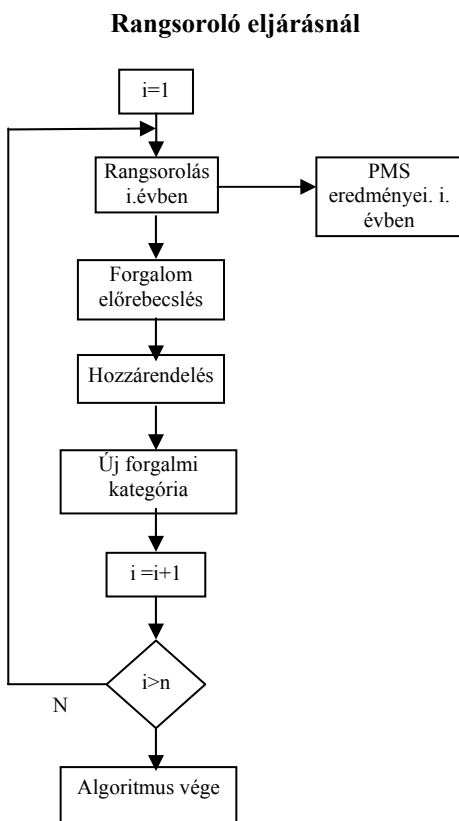 Rangsoroló eljárásnál
i=1
Rangsorolás
i.évben
PMS
eredményei. i.
évben
Forgalom
előrebecslés
Hozzárendelés
Új forgalmi
kategória
i =i+1
i>n
N
Algoritmus vége